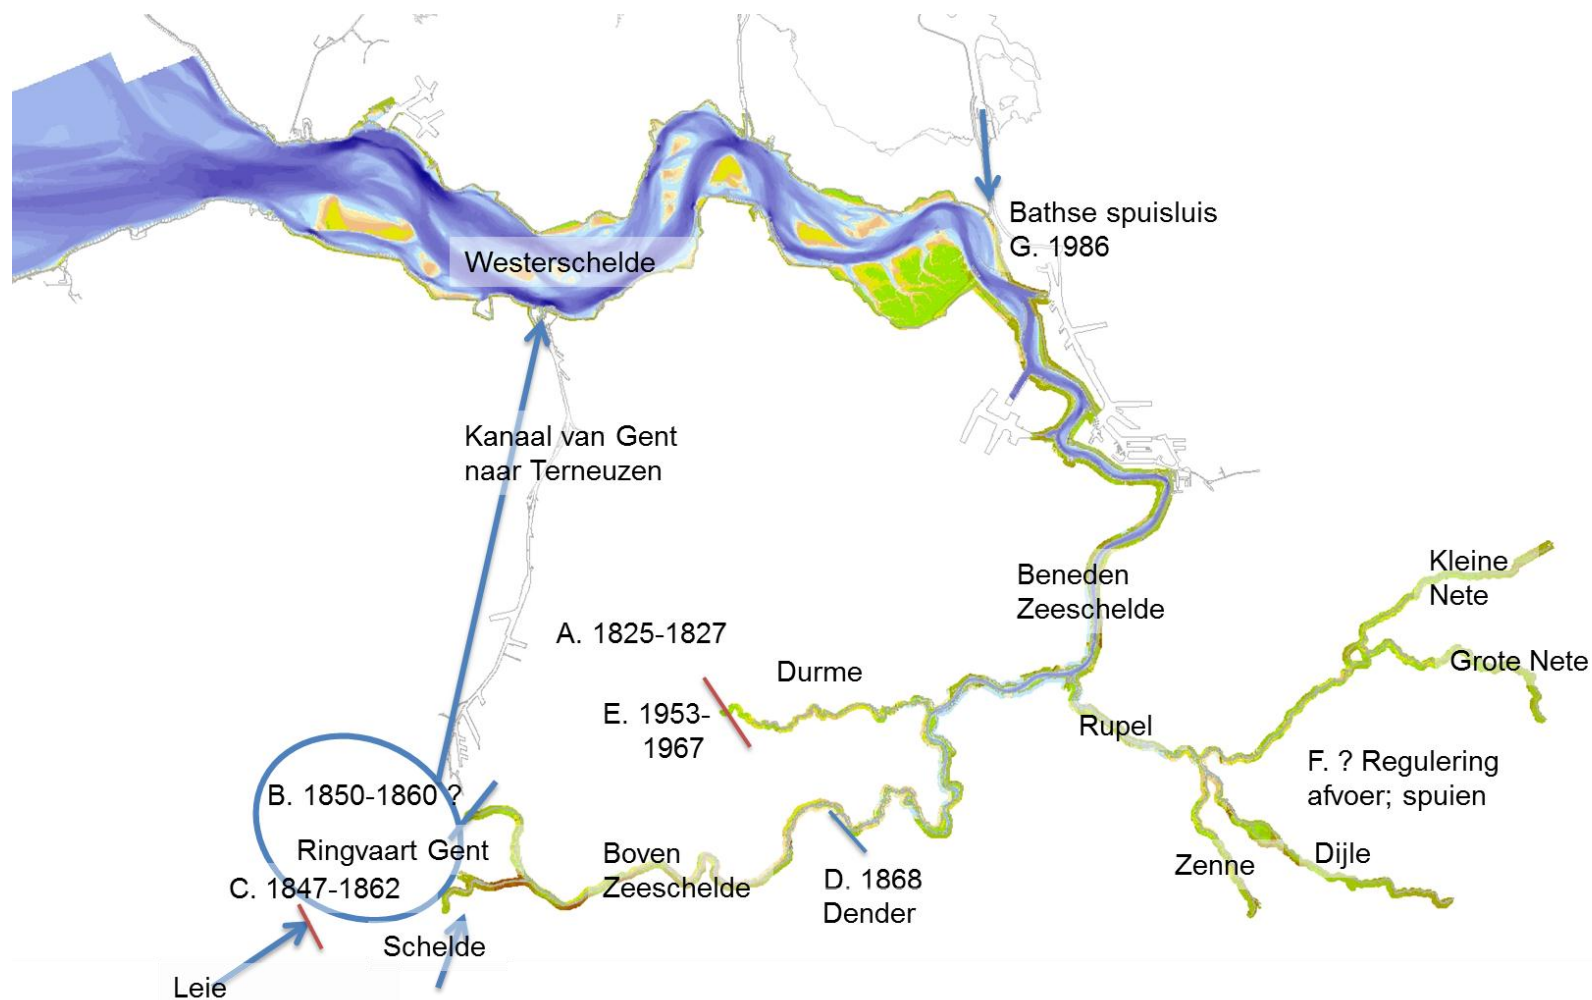 Bathse spuisluis
G. 1986
Westerschelde
Kanaal van Gent
naar Terneuzen
Beneden
Zeeschelde
Kleine
Nete
Grote Nete
A. 1825-1827
Durme
E. 1953-
1967
Rupel
F. ? Regulering
afvoer; spuien
B. 1850-1860 ?
Ringvaart Gent
C. 1847-1862
Boven
Zeeschelde
D. 1868
Dender
Zenne
Dijle
Schelde
Leie